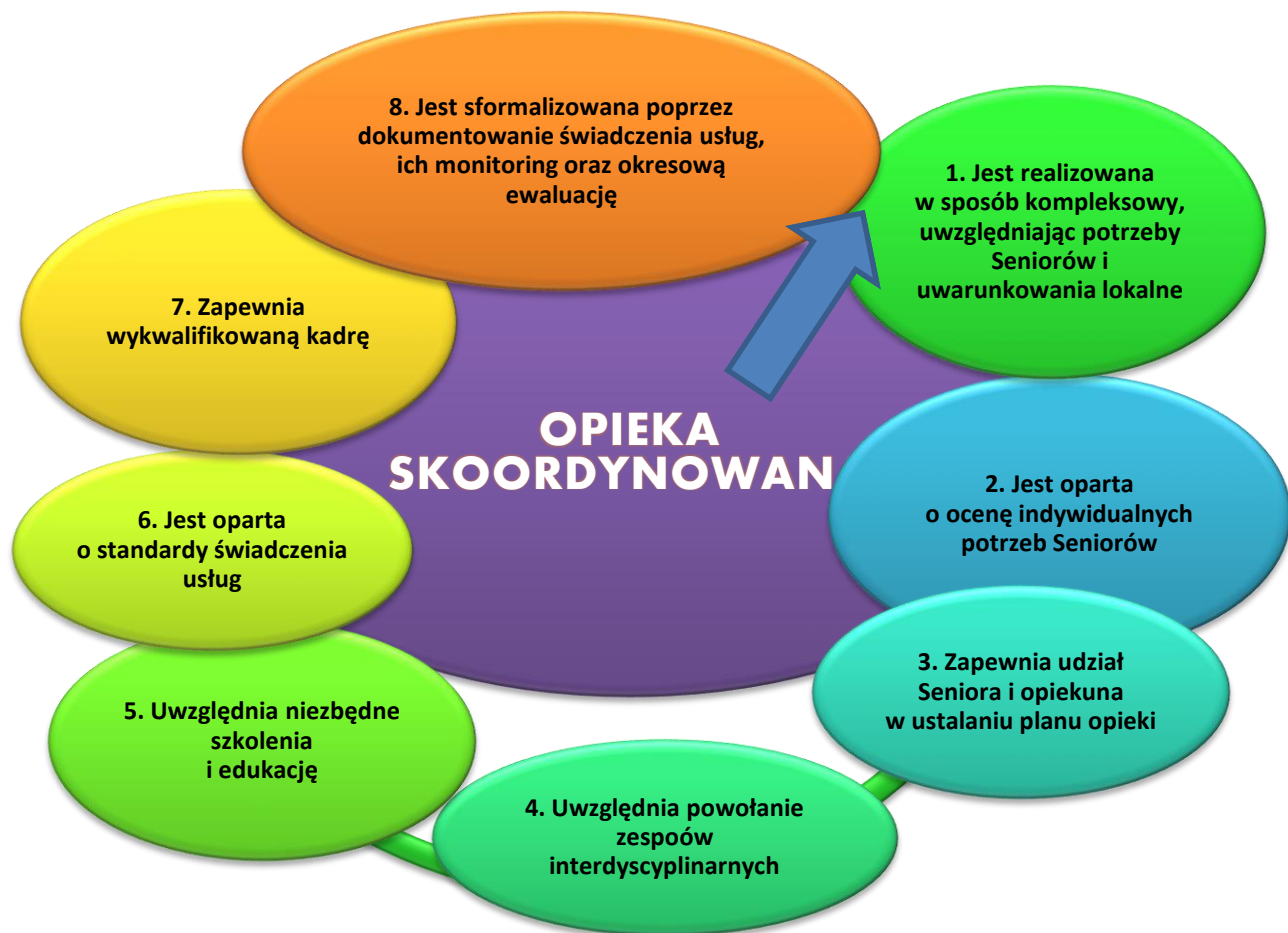 8. Jest sformalizowana poprzez
dokumentowanie świadczenia usług,
ich monitoring oraz okresową
ewaluację
1. Jest realizowana
w sposób kompleksowy,
uwzględniając potrzeby
Seniorów i
uwarunkowania lokalne
7. Zapewnia
wykwalifikowaną kadrę
OPIEKA
SKOORDYNOWAN
2. Jest oparta
o ocenę indywidualnych
potrzeb Seniorów
6. Jest oparta
o standardy świadczenia
usług
3. Zapewnia udział
Seniora i opiekuna
w ustalaniu planu opieki
5. Uwzględnia niezbędne
szkolenia
i edukację
4. Uwzględnia powołanie
zespoów
interdyscyplinarnych